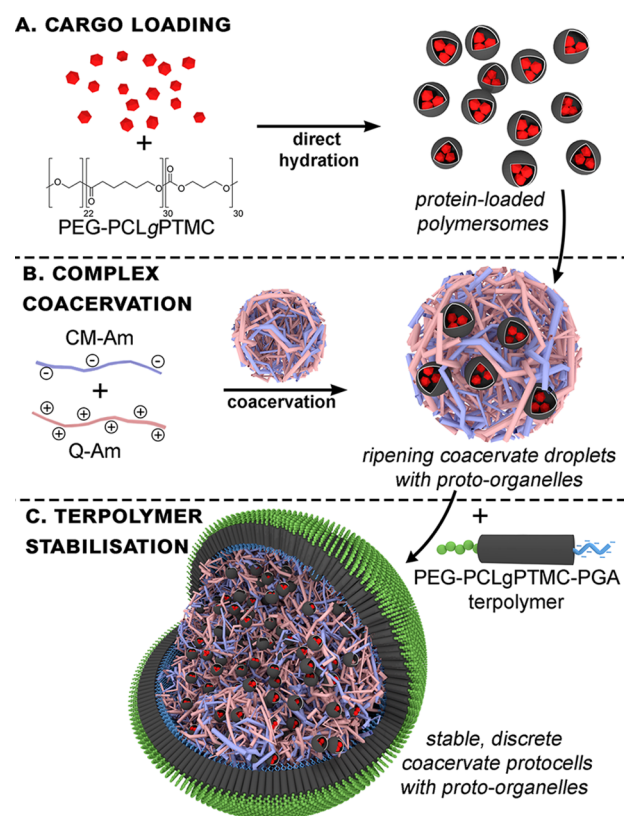 A. CARGO LOADING
+
direct
hydration
O
O
O
O
O
O
22
30
30
PEG-PCLgPTMC
protein-loaded
polymersomes
B. COMPLEX
COACERVATION
CM-Am
− − −
+
coacervation
+ + + + + + +
Q-Am
ripening coacervate droplets
with proto-organelles
C. TERPOLYMER
STABILISATION
+
PEG-PCLgPTMC-PGA
terpolymer
stable, discrete
coacervate protocells
with proto-organelles